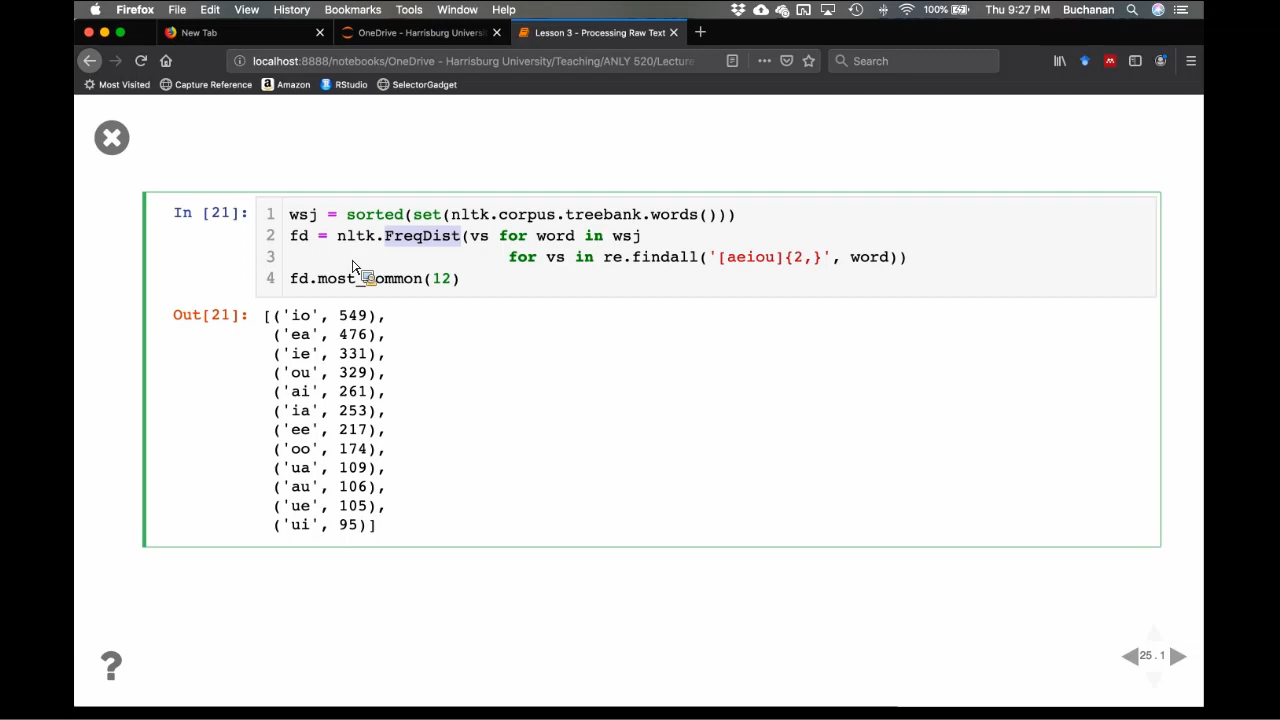 Firefox File Edit View History Bookmarks Tools Window Help 100% Thu 9:27 PM Buchanan
New Tab OneDrive - Harrisburg Universi Lesson 3 - Processing Raw Text
localhost:8888/notebooks/OneDrive - Harrisburg University/Teaching/ANLY 520/Lecture Search
Most Visited Capture Reference Amazon RStudio SelectorGadget
In [21]: 1 wsj = sorted(set(nltk.corpus.treebank.words()))
2 fd = nltk.FreqDist(vs for word in wsj
3 for vs in re.findall('[aeiou]{2,}', word))
4 fd.most_common(12)
Out[21]: [('io', 549),
('ea', 476),
('ie', 331),
('ou', 329),
('ai', 261),
('ia', 253),
('ee', 217),
('oo', 174),
('ua', 109),
('au', 106),
('ue', 105),
('ui', 95)]
?
25.1